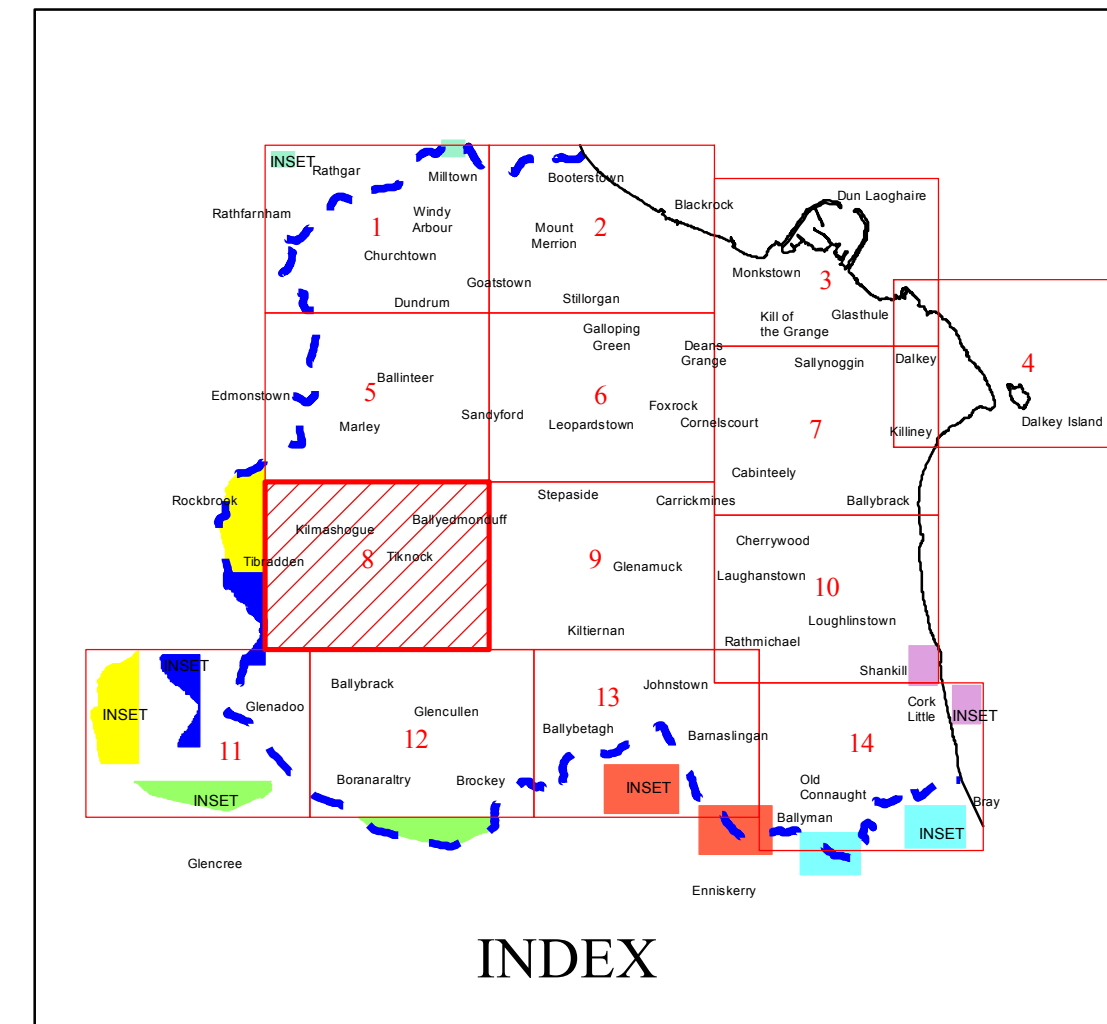 INSET
Rathgar
Milltown
Rathfarnham
Windy
Arbour
1
Churchtown
Goatstown
Dundrum
Booterstown
Blackrock
Mount
Merrion
2
Stillorgan
Dun Laoghaire
Monkstown
3
Kill of
the Grange
Glasthule
4
Dalkey
Dalkey Island
Killiney
Edmonstown
5
Ballinteer
Marley
Sandyford
Galloping
Green
Deans
Grange
6
Foxrock
Leopardstown
Cornelscourt
Sallynoggin
7
Cabinteely
Ballybrack
Rockbrook
Kilmashogue
Ballyedmonduff
Tibradden
8
Tiknock
Stepaside
Carrickmines
9
Glenamuck
Kiltiernan
Cherrywood
Laughanstown
10
Loughlinstown
Rathmichael
Shankill
INSET
INSET
Glenadoo
11
INSET
Ballybrack
Glencullen
12
Boranaraltry
Brockey
13
Johnstown
Ballybetagh
Barnaslingan
INSET
Cork
Little
INSET
14
Old
Connaught
Ballyman
Bray
INSET
Glencree
Enniskerry
INDEX